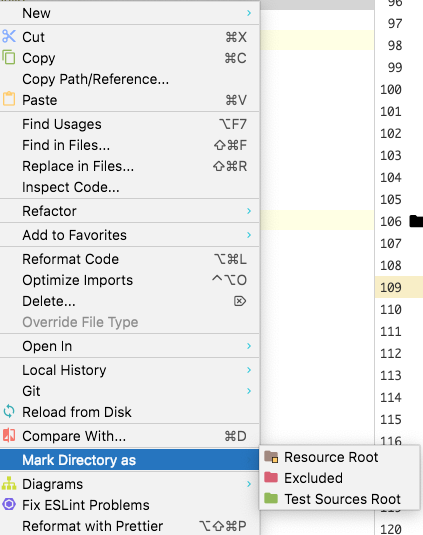 New
Cut ⌘X
Copy ⌘C
Copy Path/Reference...
Paste ⌘V
Find Usages ⌥F7
Find in Files... ⇧⌘F
Replace in Files... ⇧⌘R
Inspect Code...
Refactor
Add to Favorites
Reformat Code ⌥⌘L
Optimize Imports ^⌥O
Delete... ⌦
Override File Type
Open In
Local History
Git
Reload from Disk
Compare With... ⌘D
Mark Directory as
Diagrams
Fix ESLint Problems
Reformat with Prettier ⌥⇧⌘P
Resource Root
Excluded
Test Sources Root
96
97
98
99
100
101
102
103
104
105
106
107
108
109
110
111
112
113
114
115
116
119
120